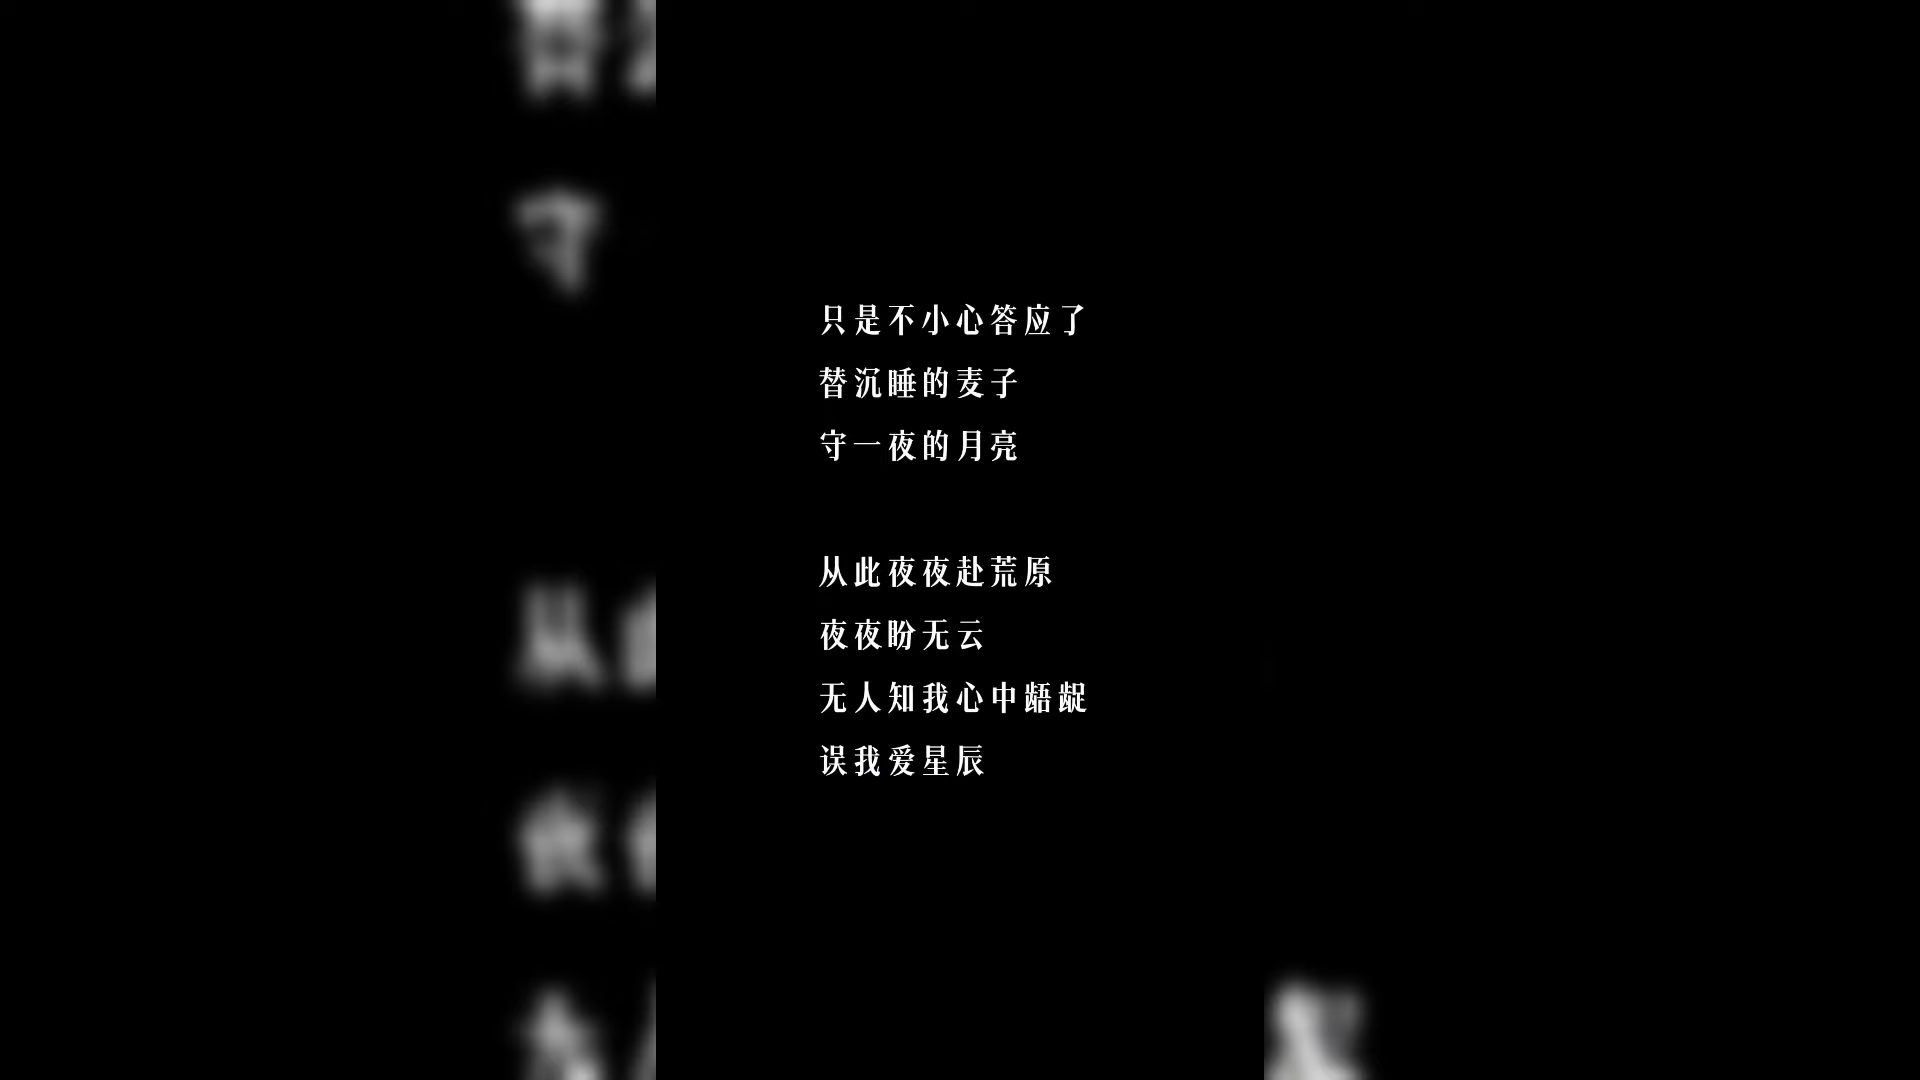 只是不小心答应了
替沉睡的麦子
守一夜的月亮
从此夜夜赴荒原
夜夜盼无云
无人知我心中龉龊
误我爱星辰